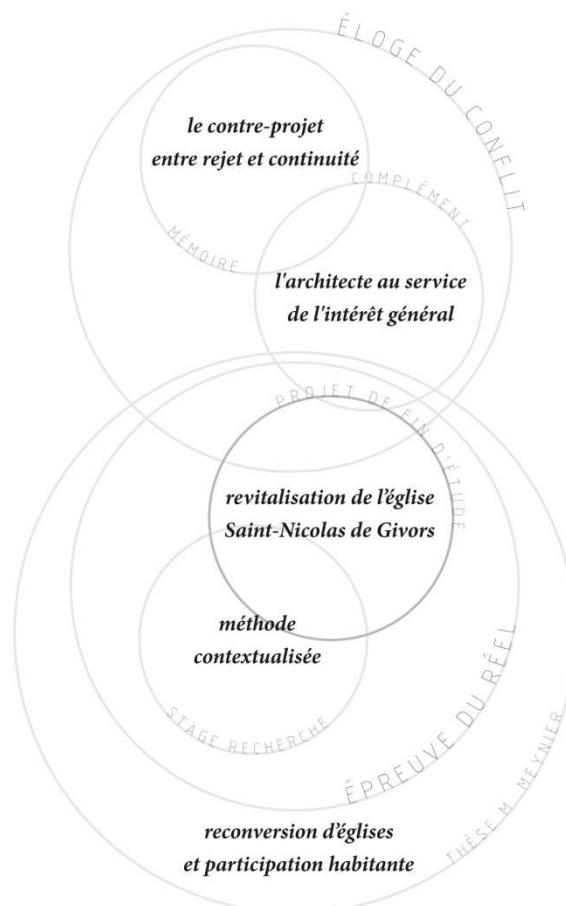 ÉLOGE DU CONFLIT
le contre-projet
entre rejet et continuité
MÉMOIRE
COMPLÉMENT
l'architecte au service
de l'intérêt général
PROJET DE FIN D'ÉTUDE
revitalisation de l'église
Saint-Nicolas de Givors
méthode
contextualisée
STAGE RECHERCHE
ÉPREUVE DU RÉEL
THÈSE M. MEYNIER
reconversion d'églises
et participation habitante